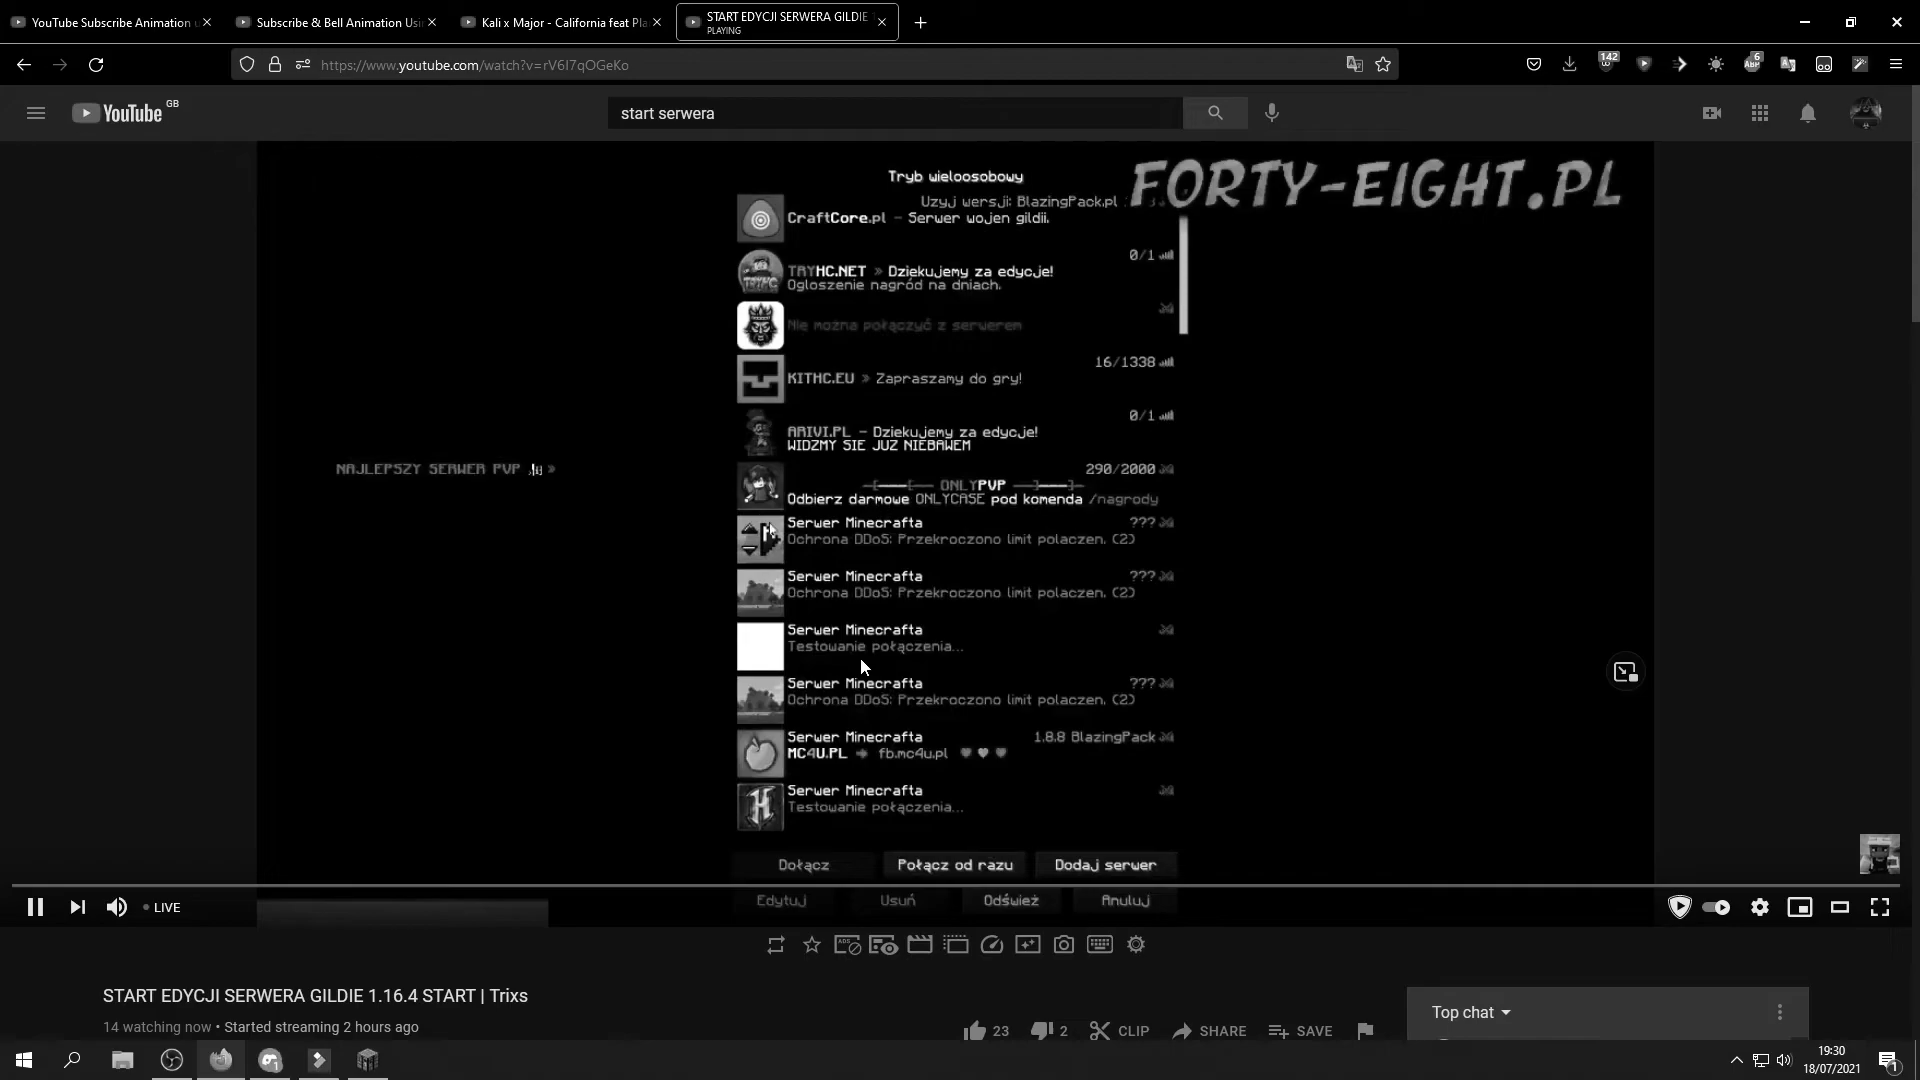 YouTube Subscribe Animation u
Subscribe & Bell Animation Usi
Kali x Major - California feat Pla
START EDYCJI SERWERA GILDIE 1
PLAYING
https://www.youtube.com/watch?v=rV6I7qOGeKo
142
6
ABP
YouTube
GB
start serwera
FORTY-EIGHT.PL
Tryb wieloosobowy
Uzyj wersji: BlazingPack.pl
CraftCore.pl - Serwer wojen gildii.
0/1
TRYHC.NET » Dziekujemy za edycje!
Ogloszenie nagród na dniach.
Nie można połączyć z serwerem
16/1338
KITHC.EU » Zapraszamy do gry!
0/1
ARIVI.PL - Dziekujemy za edycje!
WIDZMY SIE JUZ NIEBAWEM
NAJLEPSZY SERWER PVP »
290/2000
ONLYPVP
Odbierz darmowe ONLYCASE pod komenda /nagrody
Serwer Minecrafta ???
Ochrona DDoS: Przekroczono limit polaczen. (2)
Serwer Minecrafta ???
Ochrona DDoS: Przekroczono limit polaczen. (2)
Serwer Minecrafta
Testowanie połączenia...
Serwer Minecrafta ???
Ochrona DDoS: Przekroczono limit polaczen. (2)
Serwer Minecrafta 1.8.8 BlazingPack
MC4U.PL ➡ fb.mc4u.pl ♥ ♥ ♥
Serwer Minecrafta
Testowanie połączenia...
Dołącz Połącz od razu Dodaj serwer
Edytuj Usuń Odśwież Anuluj
LIVE
START EDYCJI SERWERA GILDIE 1.16.4 START | Trixs
14 watching now • Started streaming 2 hours ago
23 2 CLIP SHARE SAVE
Top chat
19:30
18/07/2021
1